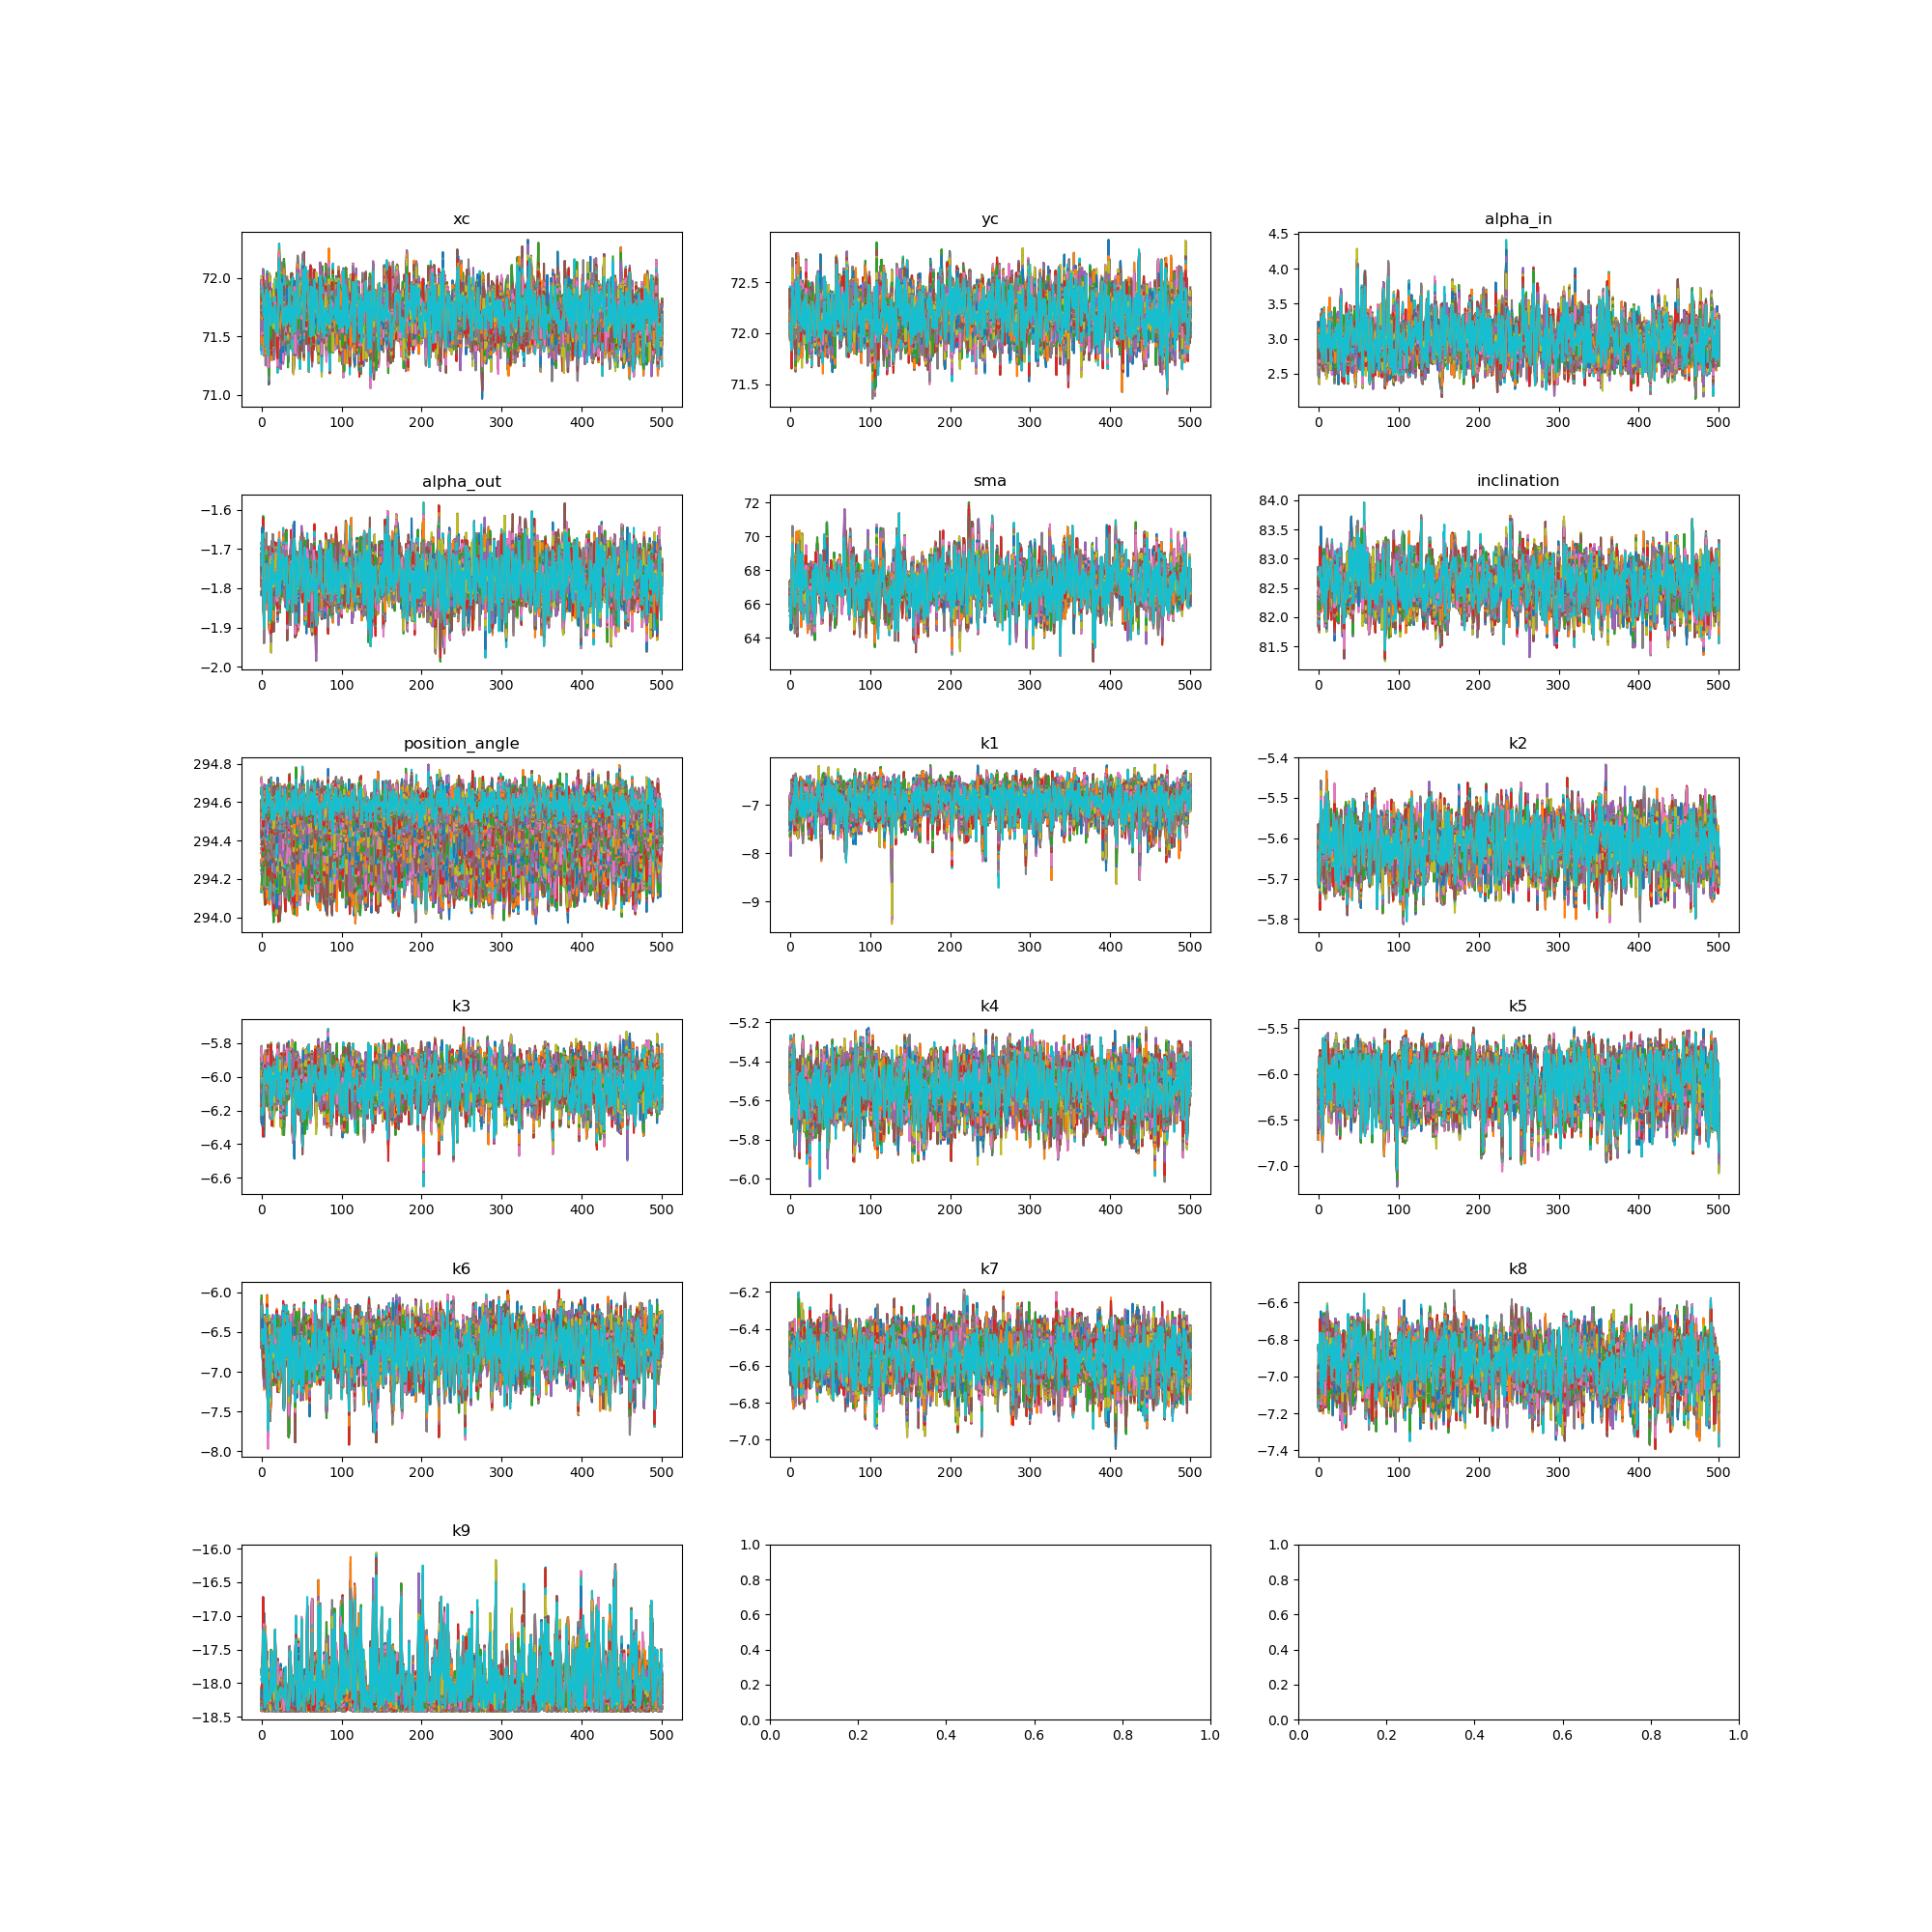 xc yc alpha_in
72.0 71.5 71.0
0 100 200 300 400 500
72.5 72.0 71.5
0 100 200 300 400 500
4.5 4.0 3.5 3.0 2.5
0 100 200 300 400 500
alpha_out sma inclination
−1.6 −1.7 −1.8 −1.9 −2.0
0 100 200 300 400 500
72 70 68 66 64
0 100 200 300 400 500
84.0 83.5 83.0 82.5 82.0 81.5
0 100 200 300 400 500
position_angle k1 k2
294.8 294.6 294.4 294.2 294.0
0 100 200 300 400 500
−7 −8 −9
0 100 200 300 400 500
−5.4 −5.5 −5.6 −5.7 −5.8
0 100 200 300 400 500
k3 k4 k5
−5.8 −6.0 −6.2 −6.4 −6.6
0 100 200 300 400 500
−5.2 −5.4 −5.6 −5.8 −6.0
0 100 200 300 400 500
−5.5 −6.0 −6.5 −7.0
0 100 200 300 400 500
k6 k7 k8
−6.0 −6.5 −7.0 −7.5 −8.0
0 100 200 300 400 500
−6.2 −6.4 −6.6 −6.8 −7.0
0 100 200 300 400 500
−6.6 −6.8 −7.0 −7.2 −7.4
0 100 200 300 400 500
k9
−16.0 −16.5 −17.0 −17.5 −18.0 −18.5
0 100 200 300 400 500
1.0 0.8 0.6 0.4 0.2 0.0
0.0 0.2 0.4 0.6 0.8 1.0
1.0 0.8 0.6 0.4 0.2 0.0
0.0 0.2 0.4 0.6 0.8 1.0